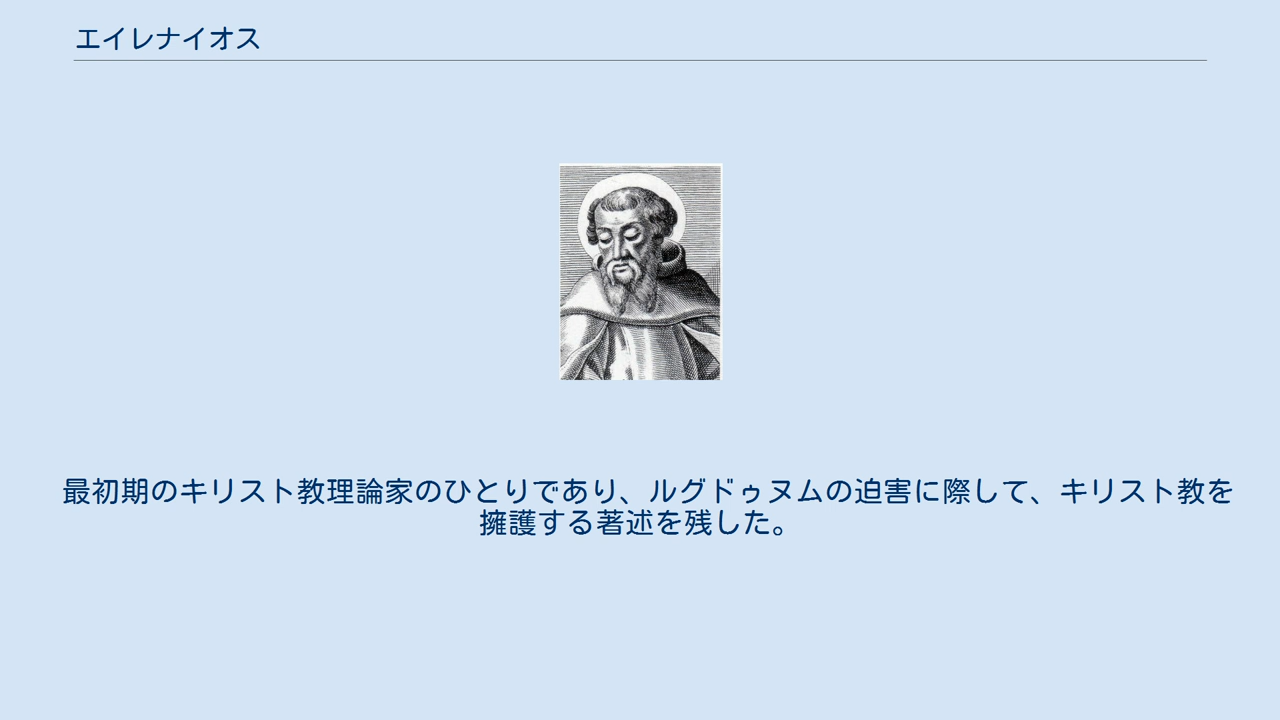 エイレナイオス
最初期のキリスト教理論家のひとりであり、ルグドゥヌムの迫害に際して、キリスト教を
擁護する著述を残した。